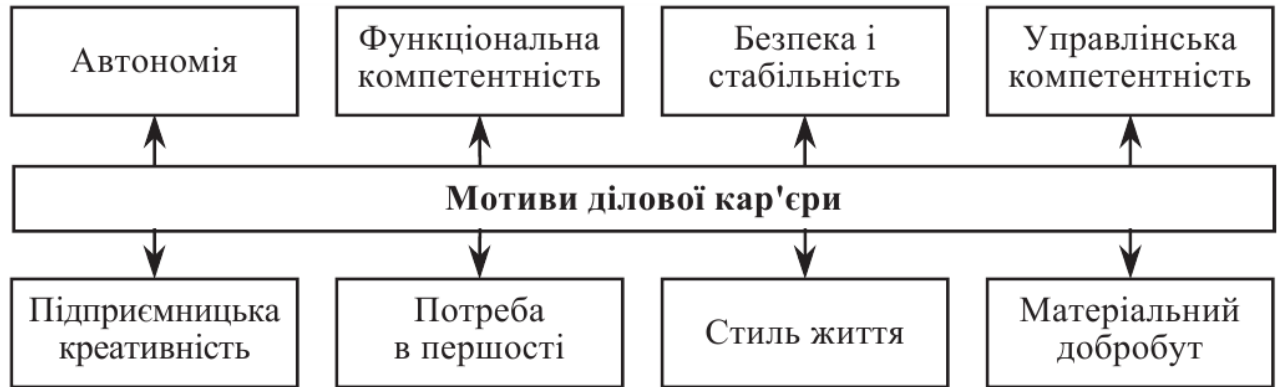 Автономія
Функціональна
компетентність
Безпека і
стабільність
Управлінська
компетентність
Мотиви ділової кар'єри
Підприємницька
креативність
Потреба
в першості
Стиль життя
Матеріальний
добробут